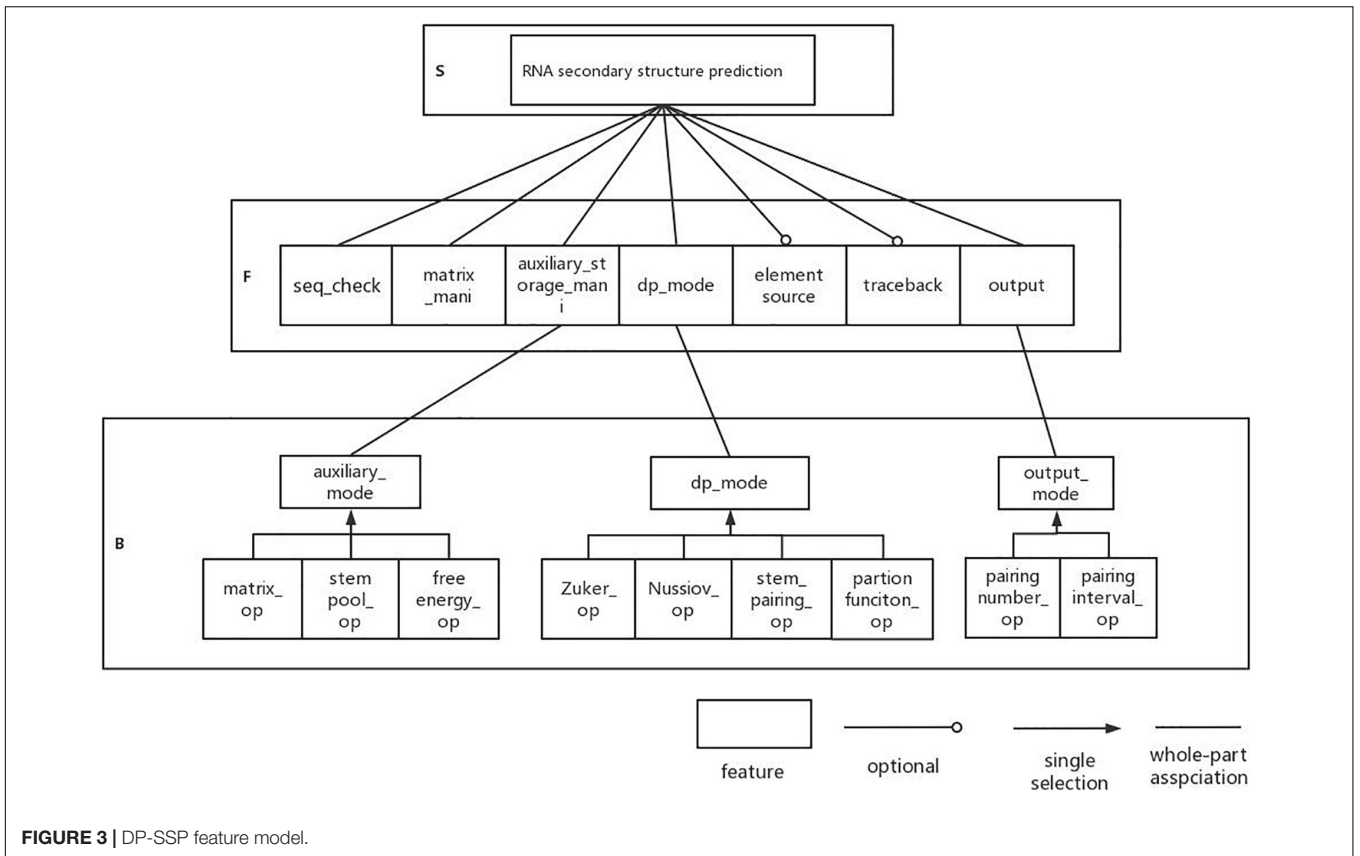 S
RNA secondary structure prediction
F
seq_check
matrix
_mani
auxiliary_st
orage_man
i
dp_mode
element
source
traceback
output
B
auxiliary_
mode
dp_mode
output_
mode
matrix_
op
stem
pool_
op
free
energy_
op
Zuker_
op
Nussiov_
op
stem_
pairing_
op
partion
funciton_
op
pairing
number_
op
pairing
interval_
op
feature
optional
single
selection
whole-part
asspciation
FIGURE 3 | DP-SSP feature model.